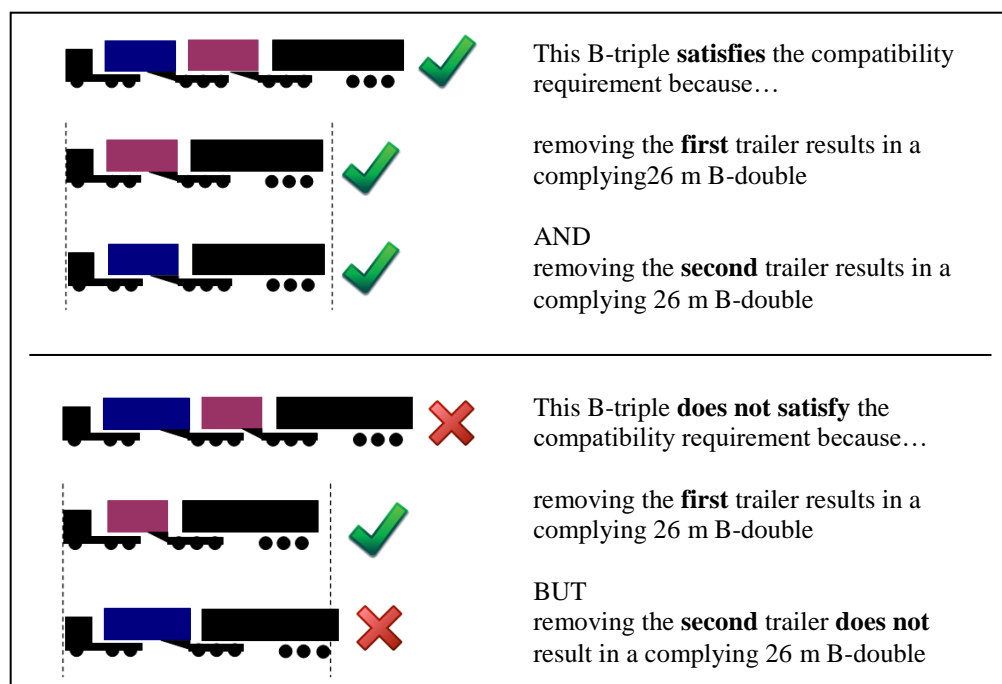 This B-triple satisfies the compatibility
requirement because…
removing the first trailer results in a
complying26 m B-double
AND
removing the second trailer results in a
complying 26 m B-double
This B-triple does not satisfy the
compatibility requirement because…
removing the first trailer results in a
complying 26 m B-double
BUT
removing the second trailer does not
result in a complying 26 m B-double